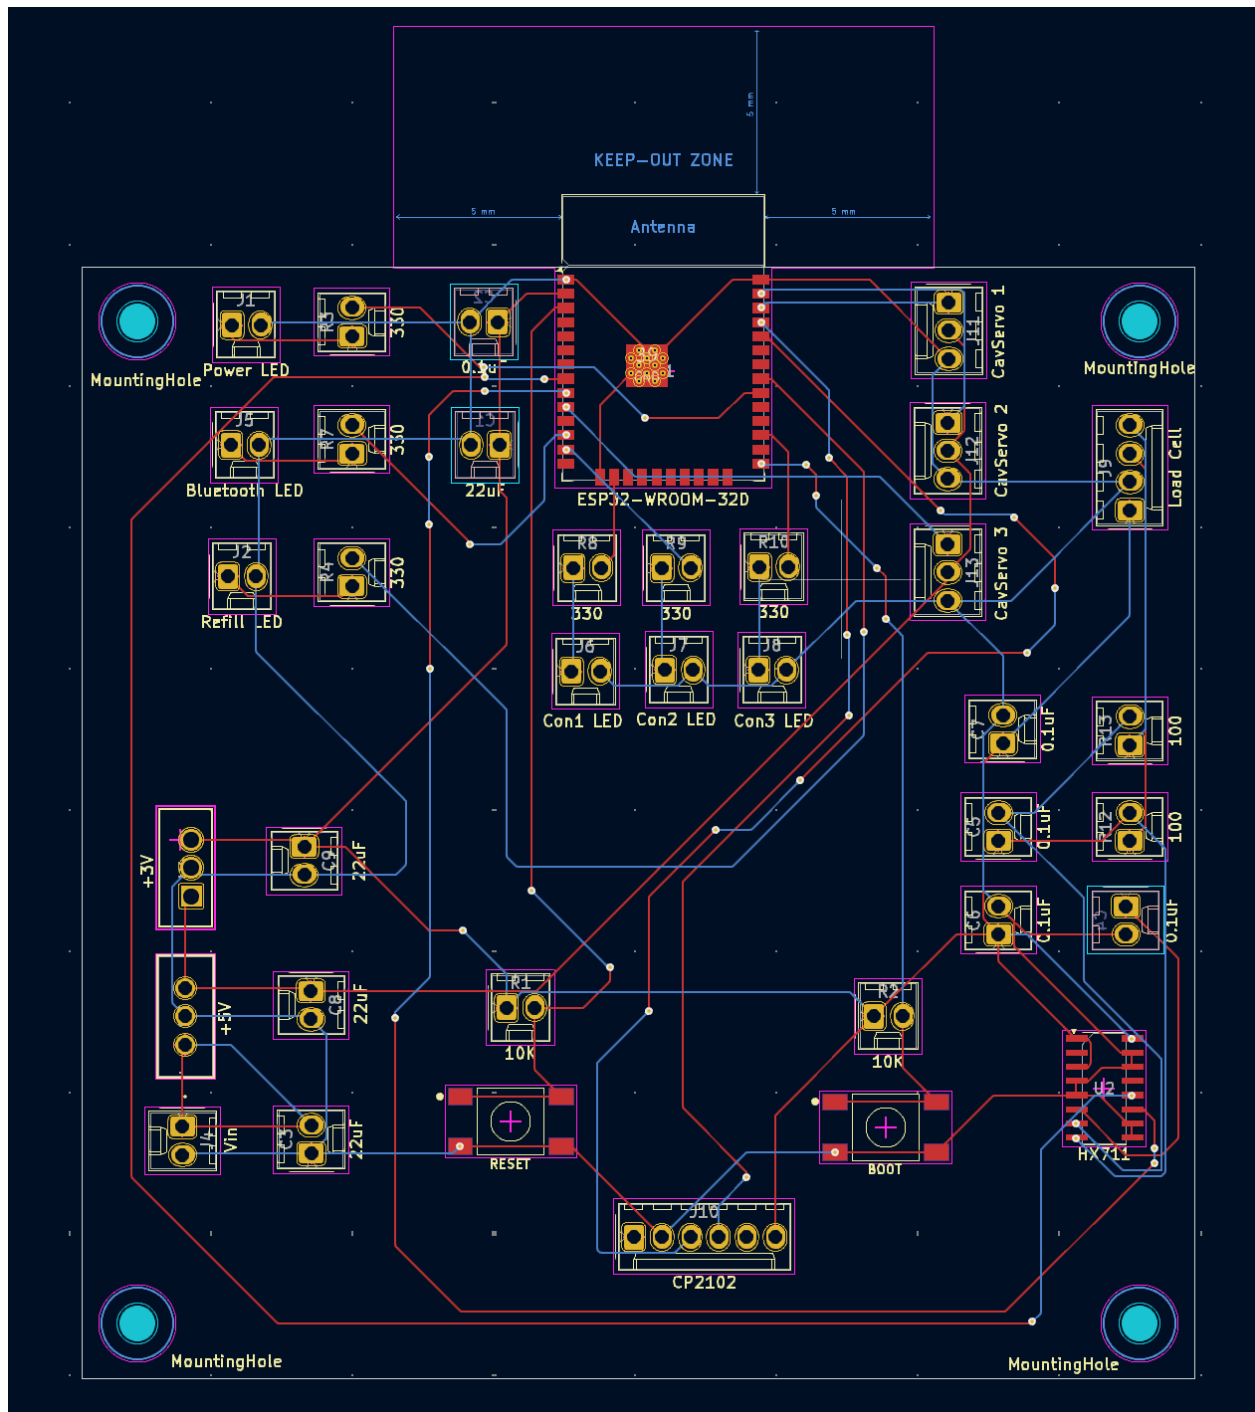 5 mm
KEEP-OUT ZONE
5 mm
5 mm
Antenna
J1
R3
330
0.1uF
Power LED
MountingHole
J11
CavServo 1
MountingHole
J5
R7
330
22uF
Bluetooth LED
ESP32-WROOM-32D
J12
CavServo 2
J9
Load Cell
J2
R4
330
Refill LED
R8
330
R9
330
R10
330
J13
CavServo 3
J6
Con1 LED
J7
Con2 LED
J8
Con3 LED
C7
0.1uF
R13
100
+3V
C9
22uF
C5
0.1uF
R12
100
C6
0.1uF
0.1uF
+5V
C8
22uF
R1
10K
R2
10K
J4
Vin
C3
22uF
RESET
BOOT
U2
HX711
J10
CP2102
MountingHole
MountingHole